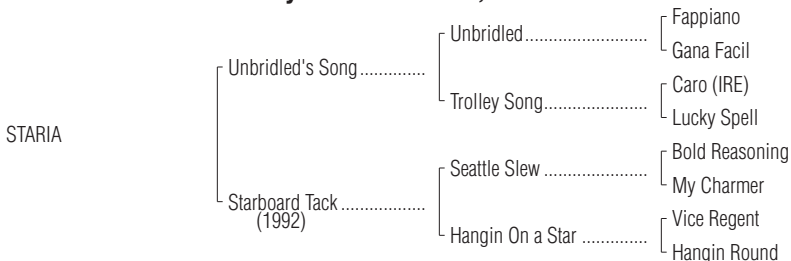 Fappiano
Unbridled..............................
Gana Facil
Unbridled's Song..............
Caro (IRE)
Trolley Song........................
Lucky Spell
STARIA
Bold Reasoning
Seattle Slew ........................
My Charmer
Starboard Tack ..................
(1992)
Vice Regent
Hangin On a Star ..............
Hangin Round